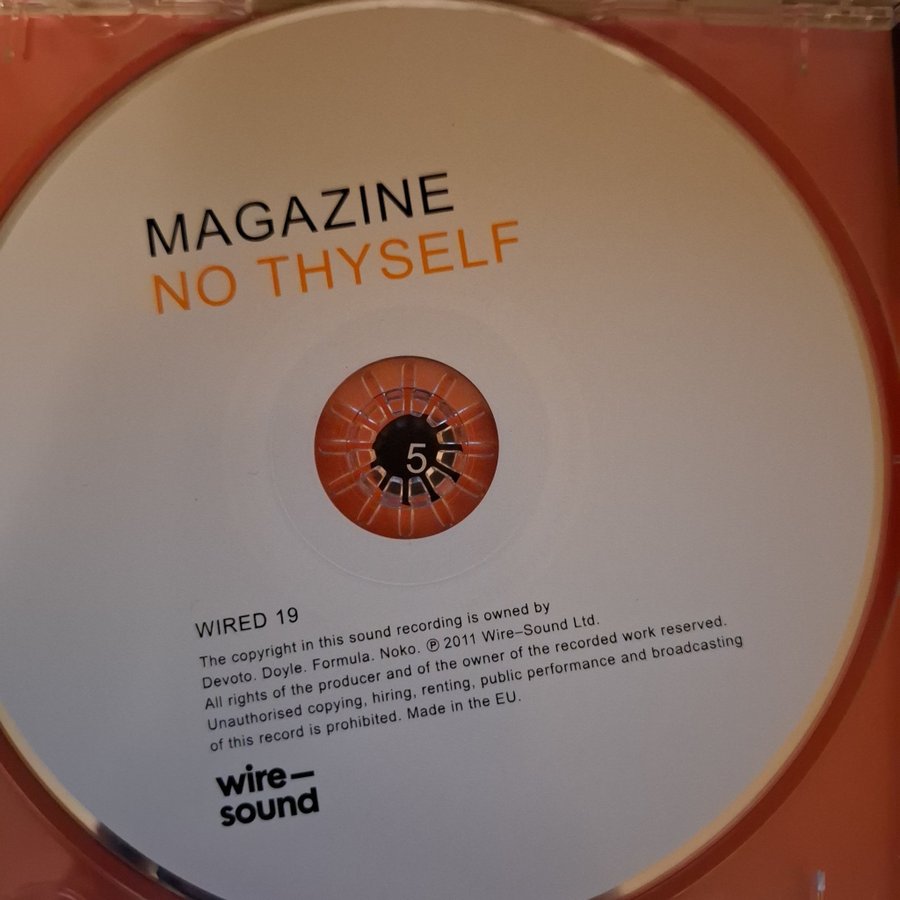 MAGAZINE
NO THYSELF
5
WIRED 19
The copyright in this sound recording is owned by
Devoto. Doyle. Formula. Noko. ℗ 2011 Wire–Sound Ltd.
All rights of the producer and of the owner of the recorded work reserved.
Unauthorised copying, hiring, renting, public performance and broadcasting
of this record is prohibited. Made in the EU.
wire–
sound